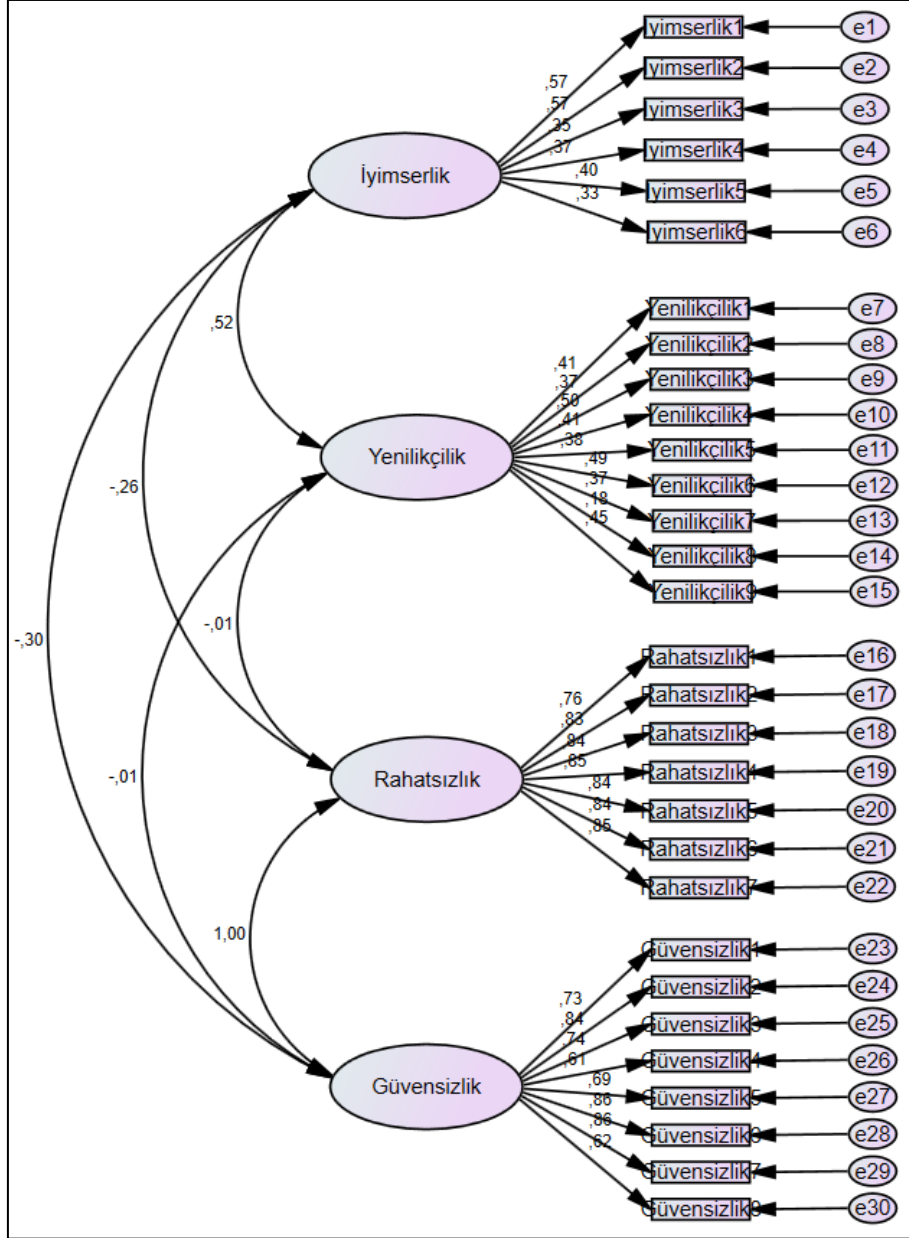 İyimserlik
,57
,57
,35
,37
,40
,33
İyimserlik1
İyimserlik2
İyimserlik3
İyimserlik4
İyimserlik5
İyimserlik6
e1
e2
e3
e4
e5
e6
,52
Yenilikçilik
,41
,37
,50
,41
,38
,49
,37
,18
,45
Yenilikçilik1
Yenilikçilik2
Yenilikçilik3
Yenilikçilik4
Yenilikçilik5
Yenilikçilik6
Yenilikçilik7
Yenilikçilik8
Yenilikçilik9
e7
e8
e9
e10
e11
e12
e13
e14
e15
-,26
-,30
-,01
-,01
Rahatsızlık
,76
,83
,84
,85
,84
,84
,85
Rahatsızlık1
Rahatsızlık2
Rahatsızlık3
Rahatsızlık4
Rahatsızlık5
Rahatsızlık6
Rahatsızlık7
e16
e17
e18
e19
e20
e21
e22
1,00
Güvensizlik
,73
,84
,74
,61
,69
,86
,86
,62
Güvensizlik1
Güvensizlik2
Güvensizlik3
Güvensizlik4
Güvensizlik5
Güvensizlik6
Güvensizlik7
Güvensizlik8
e23
e24
e25
e26
e27
e28
e29
e30